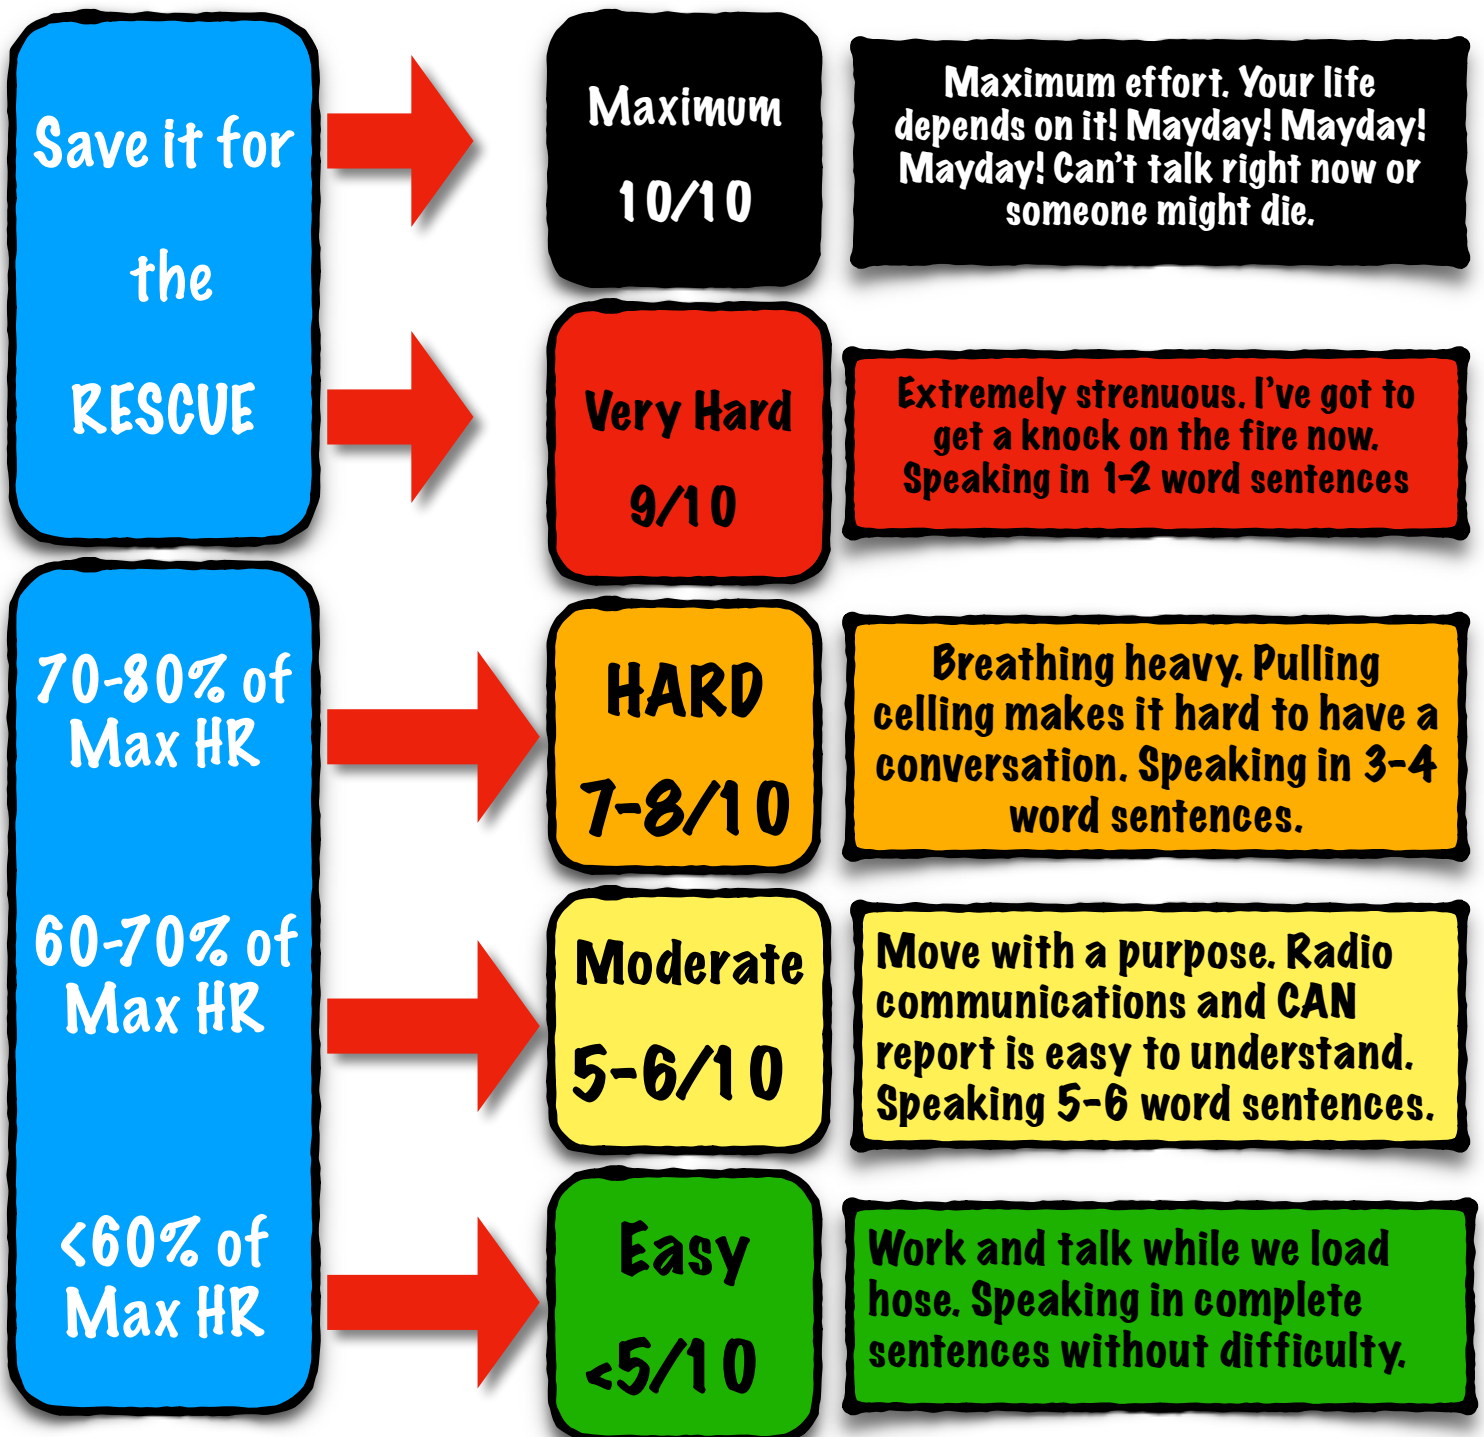 Save it for
the
RESCUE
Maximum
10/10
Maximum effort. Your life
depends on it! Mayday! Mayday!
Mayday! Can't talk right now or
someone might die.
Very Hard
9/10
Extremely strenuous. I've got to
get a knock on the fire now.
Speaking in 1-2 word sentences
70-80% of
Max HR
HARD
7-8/10
Breathing heavy. Pulling
celling makes it hard to have a
conversation. Speaking in 3-4
word sentences.
60-70% of
Max HR
Moderate
5-6/10
Move with a purpose. Radio
communications and CAN
report is easy to understand.
Speaking 5-6 word sentences.
<60% of
Max HR
Easy
<5/10
Work and talk while we load
hose. Speaking in complete
sentences without difficulty.